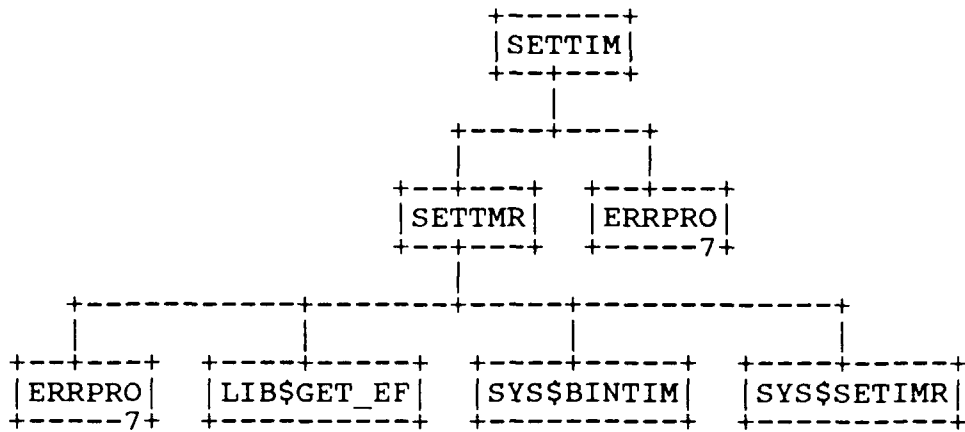 SETTIM
SETTMR ERRPRO
7
ERRPRO LIB$GET_EF SYS$BINTIM SYS$SETIMR
7